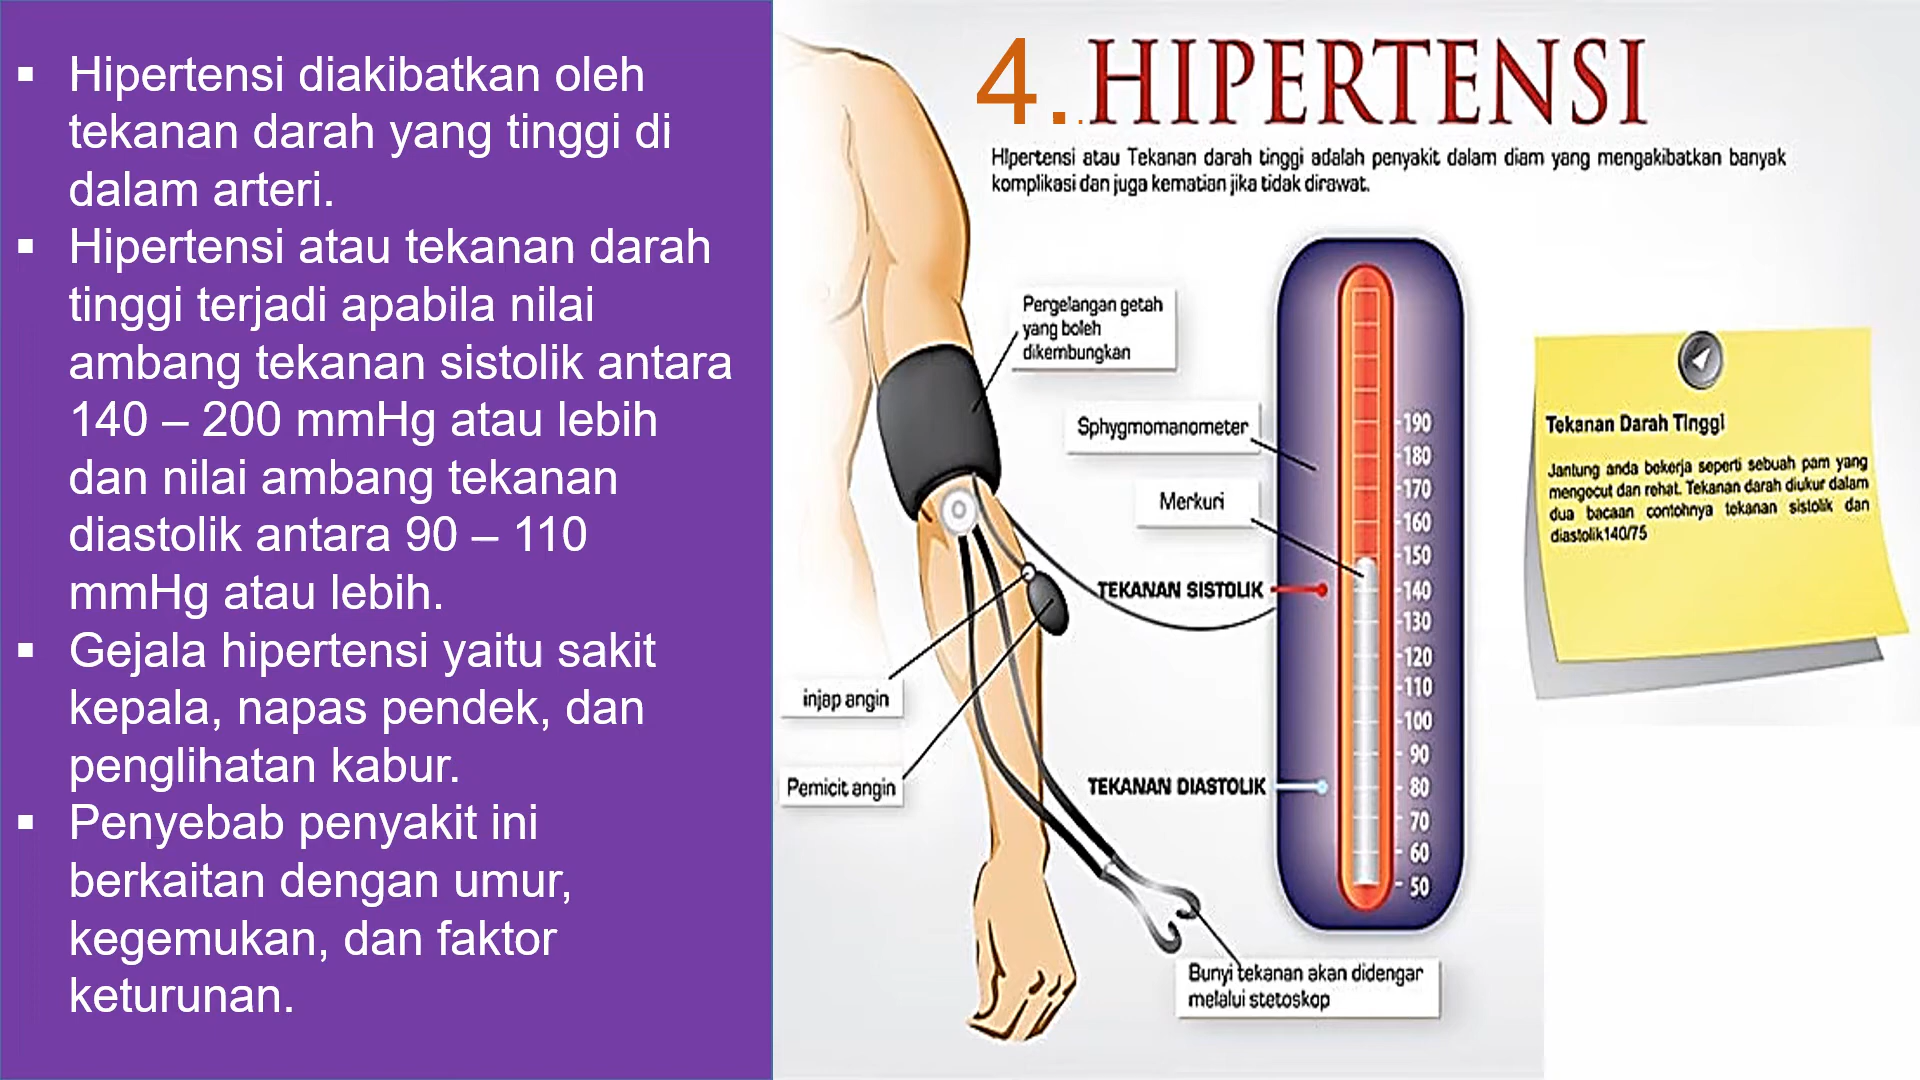 ▪ Hipertensi diakibatkan oleh
tekanan darah yang tinggi di
dalam arteri.
▪ Hipertensi atau tekanan darah
tinggi terjadi apabila nilai
ambang tekanan sistolik antara
140 – 200 mmHg atau lebih
dan nilai ambang tekanan
diastolik antara 90 – 110
mmHg atau lebih.
▪ Gejala hipertensi yaitu sakit
kepala, napas pendek, dan
penglihatan kabur.
▪ Penyebab penyakit ini
berkaitan dengan umur,
kegemukan, dan faktor
keturunan.
4. HIPERTENSI
Hipertensi atau Tekanan darah tinggi adalah penyakit dalam diam yang mengakibatkan banyak
komplikasi dan juga kematian jika tidak dirawat.
Pergelangan getah
yang boleh
dikembungkan
Sphygmomanometer
Merkuri
TEKANAN SISTOLIK
injap angin
Pemicit angin
TEKANAN DIASTOLIK
190
180
170
160
150
140
130
120
110
100
90
80
70
60
50
Bunyi tekanan akan didengar
melalui stetoskop
Tekanan Darah Tinggi
Jantung anda bekerja seperti sebuah pam yang
mengecut dan rehat. Tekanan darah diukur dalam
dua bacaan contohnya tekanan sistolik dan
diastolik140/75